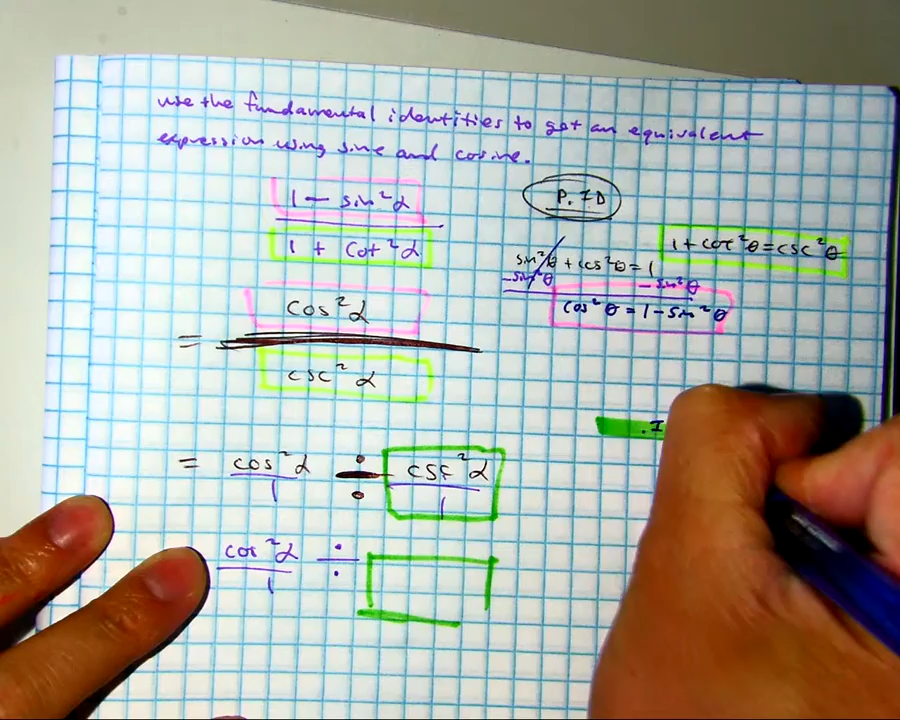 use the fundamental identities to get an equivalent
expression using sine and cosine.
1 - sin²α
1 + cot²α
P. ID
sin²θ + cos²θ = 1
-sin²θ -sin²θ
cos²θ = 1 - sin²θ
1 + cot²θ = csc²θ
= cos²α
csc²α
.I
= cos²α ÷ csc²α
1 1
cos²α ÷
1